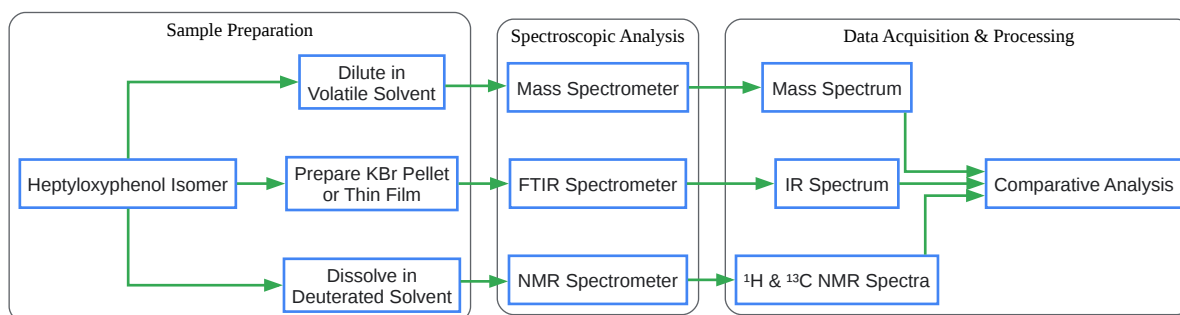 Sample Preparation
Spectroscopic Analysis
Data Acquisition & Processing
Dilute in
Volatile Solvent
Mass Spectrometer
Mass Spectrum
Heptyloxyphenol Isomer
Prepare KBr Pellet
or Thin Film
FTIR Spectrometer
IR Spectrum
Comparative Analysis
Dissolve in
Deuterated Solvent
NMR Spectrometer
¹H & ¹³C NMR Spectra